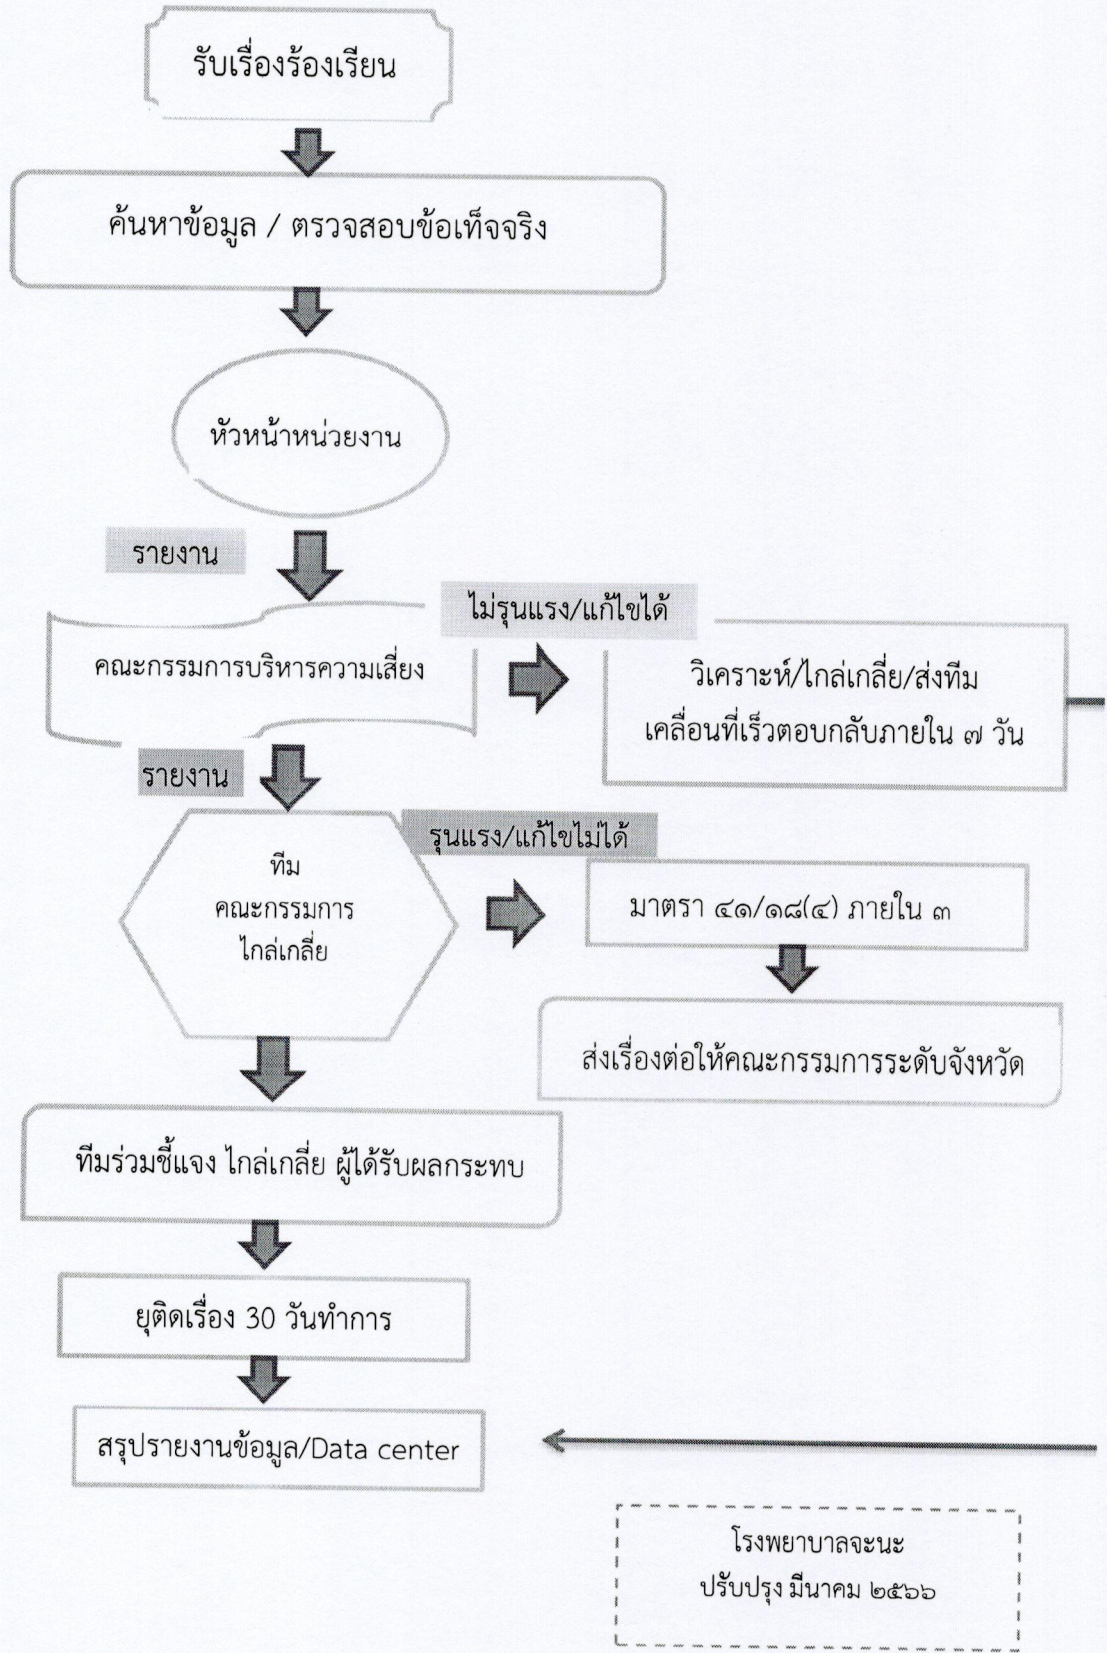 รับเรื่องร้องเรียน
ค้นหาข้อมูล / ตรวจสอบข้อเท็จจริง
หัวหน้าหน่วยงาน
รายงาน
คณะกรรมการบริหารความเสี่ยง
ไม่รุนแรง/แก้ไขได้
วิเคราะห์/ไกล่เกลี่ย/ส่งทีม
เคลื่อนที่เร็วตอบกลับภายใน ๗ วัน
รายงาน
ทีม
คณะกรรมการ
ไกล่เกลี่ย
รุนแรง/แก้ไขไม่ได้
มาตรา ๔๑/๑๘(๔) ภายใน ๓
ส่งเรื่องต่อให้คณะกรรมการระดับจังหวัด
ทีมร่วมชี้แจง ไกล่เกลี่ย ผู้ได้รับผลกระทบ
ยุติดเรื่อง 30 วันทำการ
สรุปรายงานข้อมูล/Data center
โรงพยาบาลจะนะ
ปรับปรุง มีนาคม ๒๕๖๖